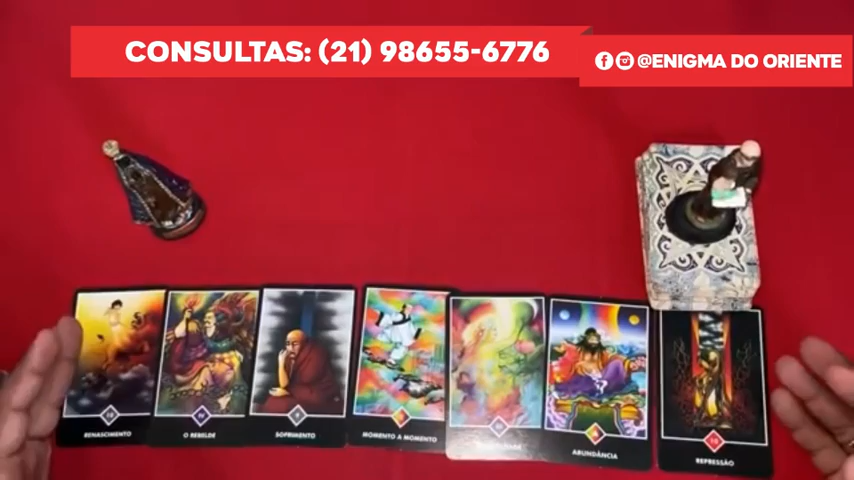 CONSULTAS: (21) 98655-6776
@ENIGMA DO ORIENTE
RENASCIMENTO
O REBELDE
SOFRIMENTO
MOMENTO A MOMENTO
ABUNDÂNCIA
REPRESSÃO